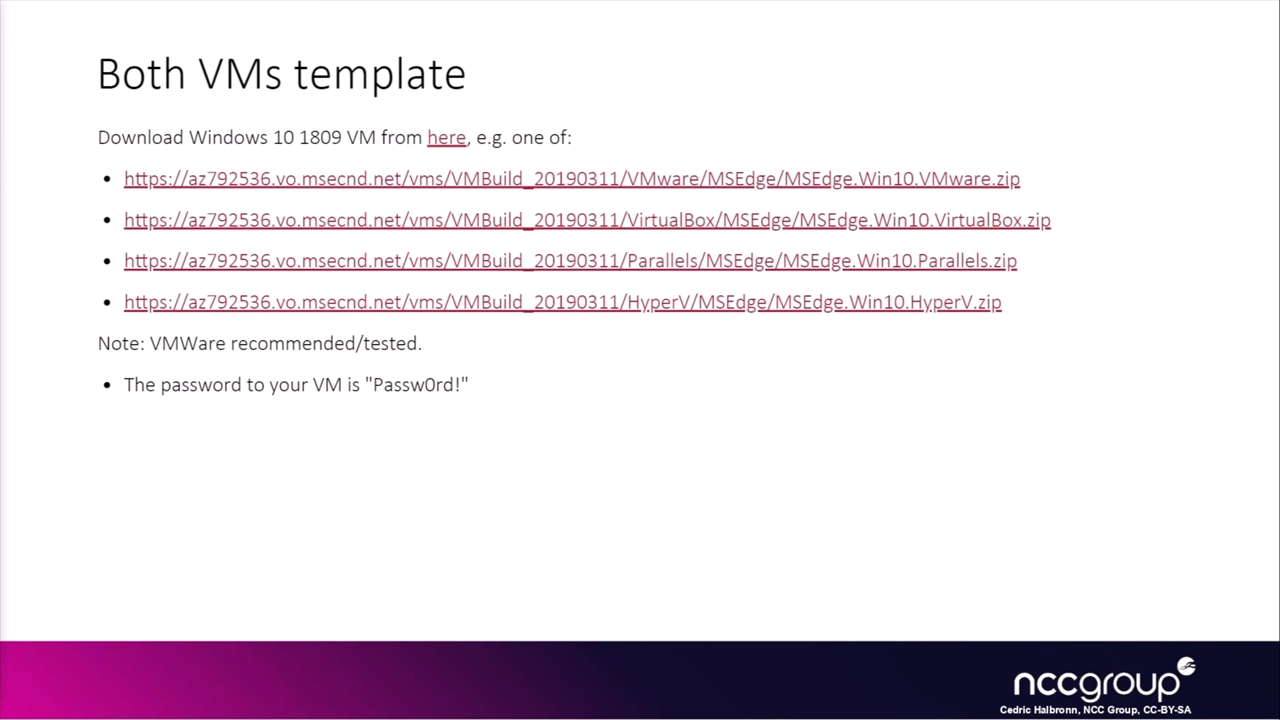 Both VMs template
Download Windows 10 1809 VM from here, e.g. one of:
• https://az792536.vo.msecnd.net/vms/VMBuild_20190311/VMware/MSEdge/MSEdge.Win10.VMware.zip
• https://az792536.vo.msecnd.net/vms/VMBuild_20190311/VirtualBox/MSEdge/MSEdge.Win10.VirtualBox.zip
• https://az792536.vo.msecnd.net/vms/VMBuild_20190311/Parallels/MSEdge/MSEdge.Win10.Parallels.zip
• https://az792536.vo.msecnd.net/vms/VMBuild_20190311/HyperV/MSEdge/MSEdge.Win10.HyperV.zip
Note: VMWare recommended/tested.
• The password to your VM is "Passw0rd!"
nccgroup
Cedric Halbronn, NCC Group, CC-BY-SA